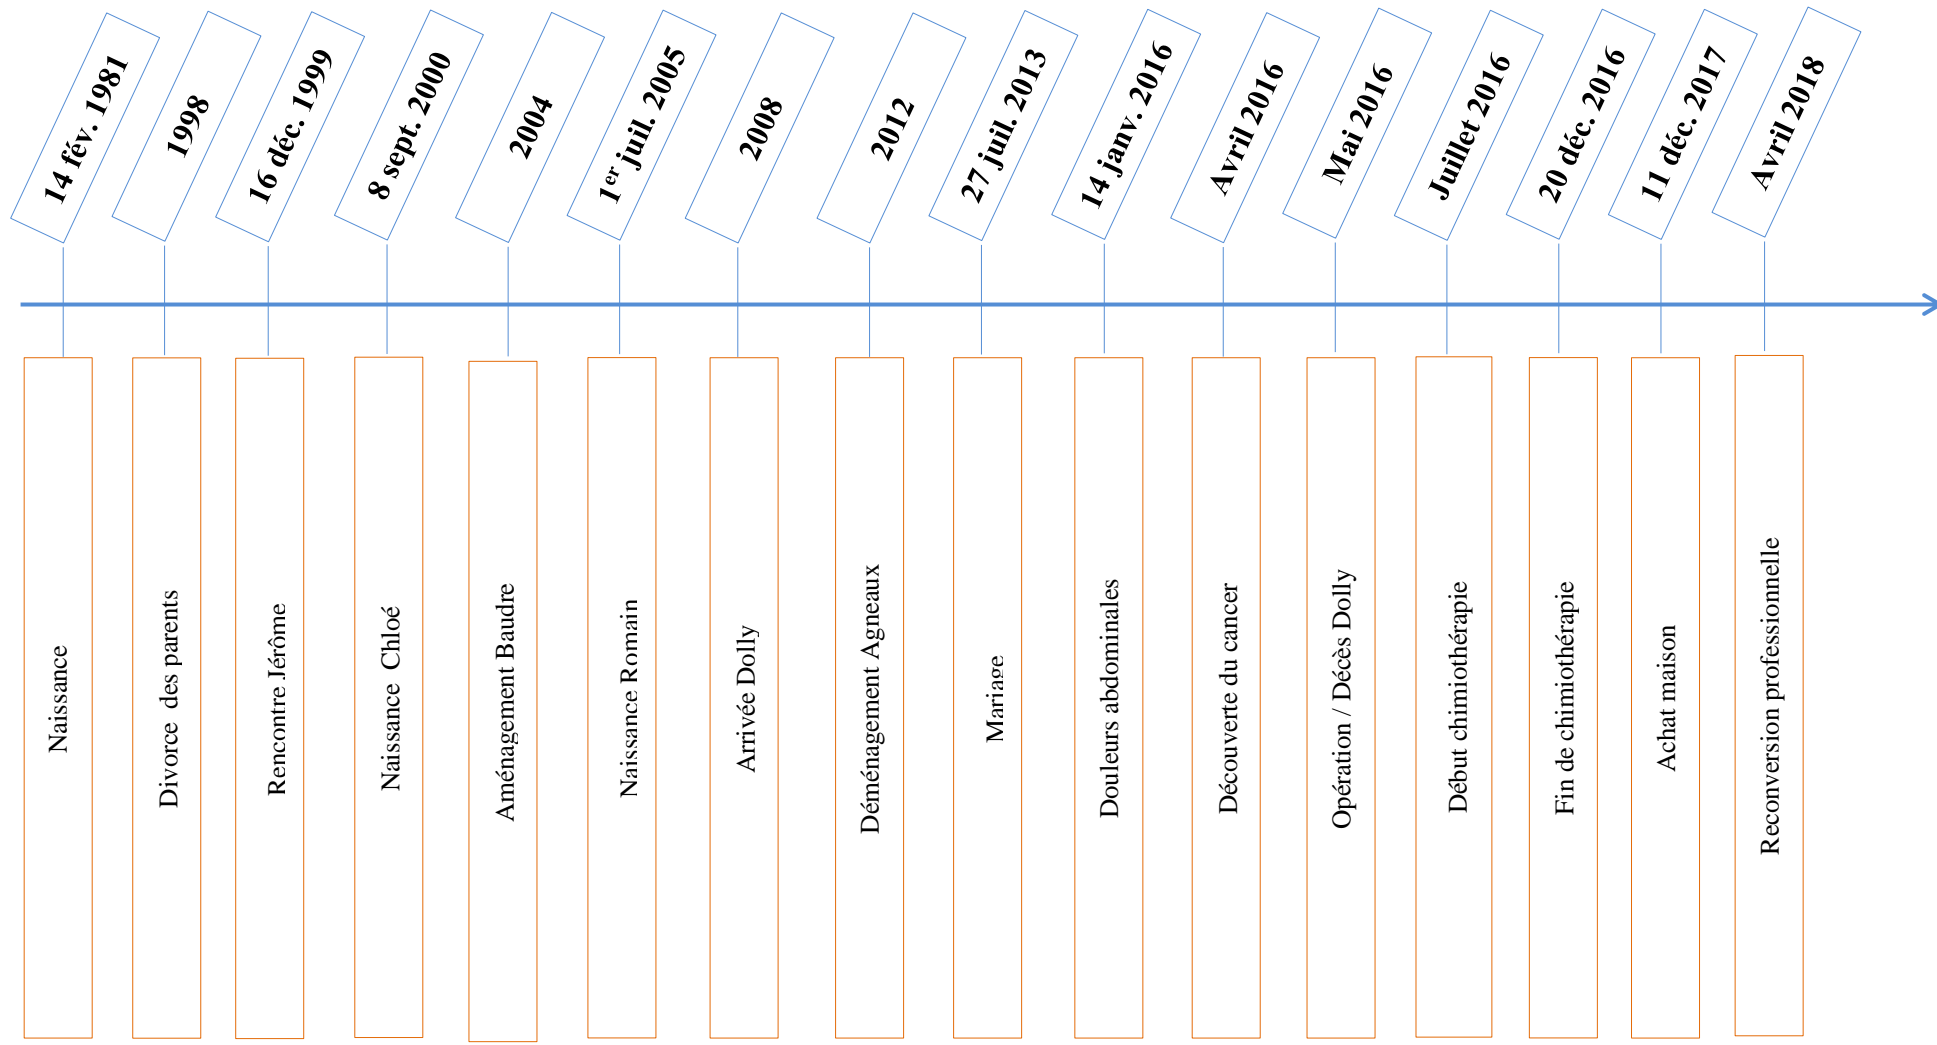 14 fév. 1981
1998
16 déc. 1999
8 sept. 2000
2004
1er juil. 2005
2008
2012
27 juil. 2013
14 janv. 2016
Avril 2016
Mai 2016
Juillet 2016
20 déc. 2016
11 déc. 2017
Avril 2018
Naissance
Divorce des parents
Rencontre Jérôme
Naissance Chloé
Aménagement Baudre
Naissance Romain
Arrivée Dolly
Déménagement Agneaux
Mariage
Douleurs abdominales
Découverte du cancer
Opération / Décès Dolly
Début chimiothérapie
Fin de chimiothérapie
Achat maison
Reconversion professionnelle